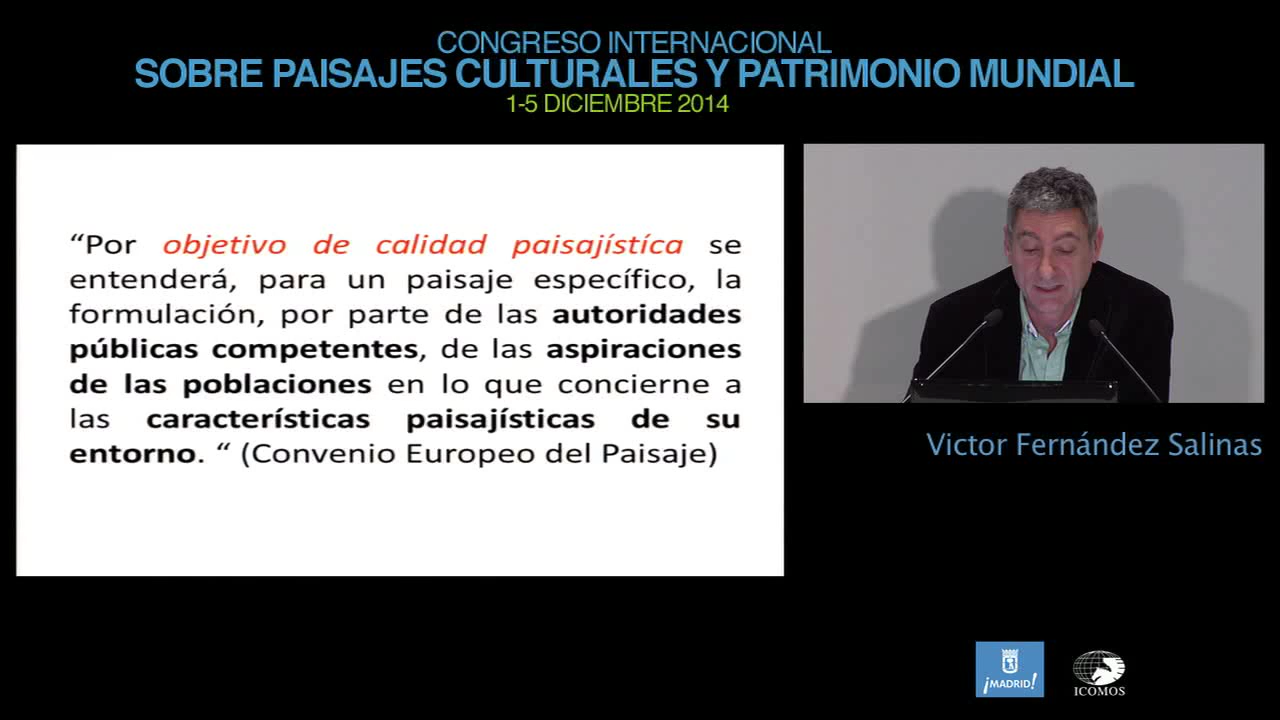 CONGRESO INTERNACIONAL
SOBRE PAISAJES CULTURALES Y PATRIMONIO MUNDIAL
1-5 DICIEMBRE 2014
“Por objetivo de calidad paisajístíca se
entenderá, para un paisaje específico, la
formulación, por parte de las autoridades
públicas competentes, de las aspiraciones
de las poblaciones en lo que concierne a
las características paisajísticas de su
entorno. “ (Convenio Europeo del Paisaje)
Victor Fernández Salinas
¡MADRID!
ICOMOS